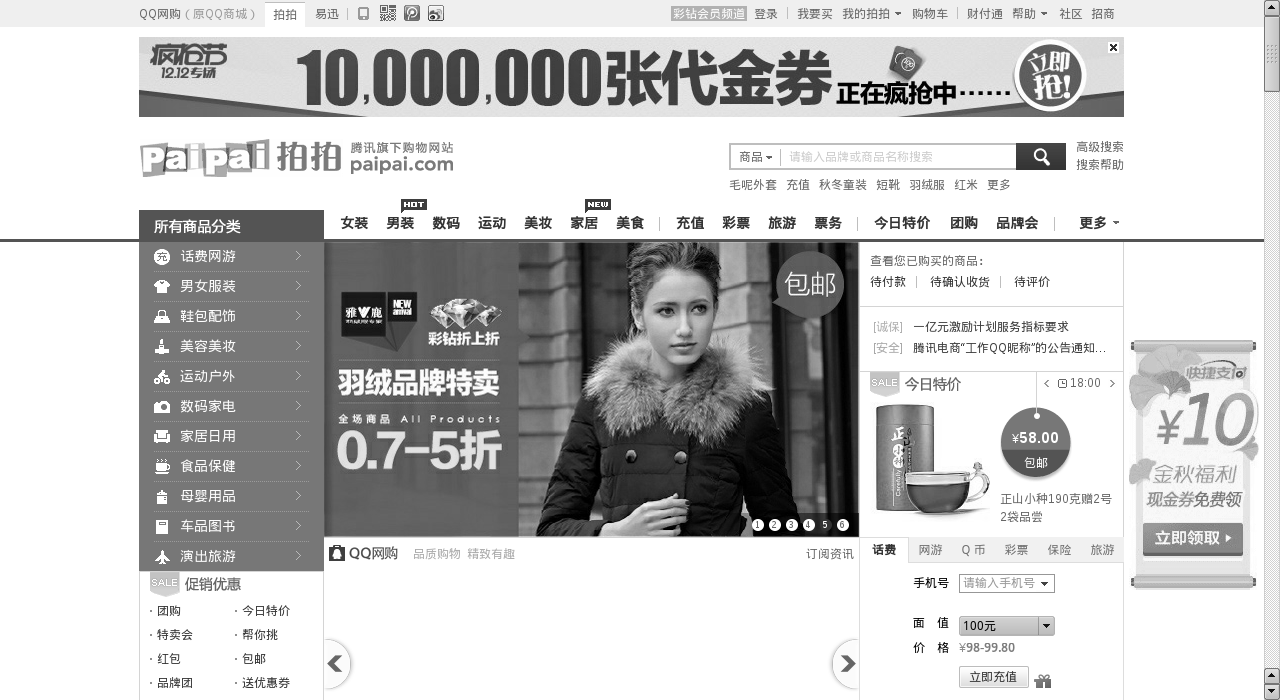 QQ网购（原QQ商城） 拍拍 易迅 彩钻会员频道 登录 我要买 我的拍拍 购物车 财付通 帮助 社区 招商
疯抢节
12.12专场
10,000,000张代金券
正在疯抢中······
立即抢!
PaiPai 拍拍
腾讯旗下购物网站
paipai.com
商品 请输入品牌或商品名称搜索
高级搜索
搜索帮助
毛呢外套 充值 秋冬童装 短靴 羽绒服 红米 更多
HOT NEW
所有商品分类 女装 男装 数码 运动 美妆 家居 美食 充值 彩票 旅游 票务 今日特价 团购 品牌会 更多
充 话费网游
男女服装
鞋包配饰
美容美妆
运动户外
数码家电
家居日用
食品保健
母婴用品
车品图书
演出旅游
SALE 促销优惠
· 团购 · 今日特价
· 特卖会 · 帮你挑
· 红包 · 包邮
· 品牌团 · 送优惠券
雅鹿
NEW
arrival
彩钻折上折
羽绒品牌特卖
全场商品 All Products
0.7-5折
包邮
1 2 3 4 5 6
QQ网购 品质购物 精致有趣 订阅资讯
查看您已购买的商品:
待付款 待确认收货 待评价
[诚保] 一亿元激励计划服务指标要求
[安全] 腾讯电商“工作QQ昵称”的公告通知...
SALE 今日特价 18:00
¥58.00
包邮
正山小种190克赠2号
2袋品尝
话费 网游 Q币 彩票 保险 旅游
手机号 请输入手机号
面 值 100元
价 格 ¥98-99.80
立即充值
快捷支付
¥10
金秋福利
现金券免费领
立即领取